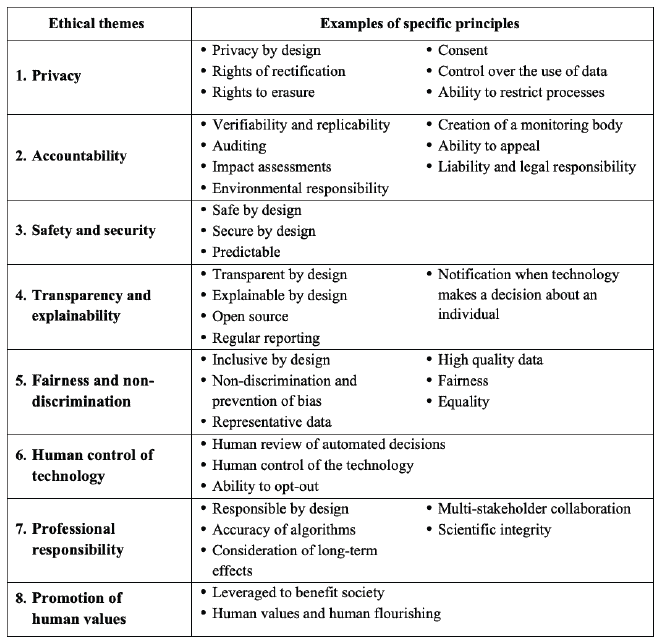 Ethical themes
Examples of specific principles
1. Privacy
• Privacy by design
• Rights of rectification
• Rights to erasure
• Consent
• Control over the use of data
• Ability to restrict processes
2. Accountability
• Verifiability and replicability
• Auditing
• Impact assessments
• Environmental responsibility
• Creation of a monitoring body
• Ability to appeal
• Liability and legal responsibility
3. Safety and security
• Safe by design
• Secure by design
• Predictable
4. Transparency and
explainability
• Transparent by design
• Explainable by design
• Open source
• Regular reporting
• Notification when technology
makes a decision about an
individual
5. Fairness and non-
discrimination
• Inclusive by design
• Non-discrimination and
prevention of bias
• Representative data
• High quality data
• Fairness
• Equality
6. Human control of
technology
• Human review of automated decisions
• Human control of the technology
• Ability to opt-out
7. Professional
responsibility
• Responsible by design
• Accuracy of algorithms
• Consideration of long-term
effects
• Multi-stakeholder collaboration
• Scientific integrity
8. Promotion of
human values
• Leveraged to benefit society
• Human values and human flourishing